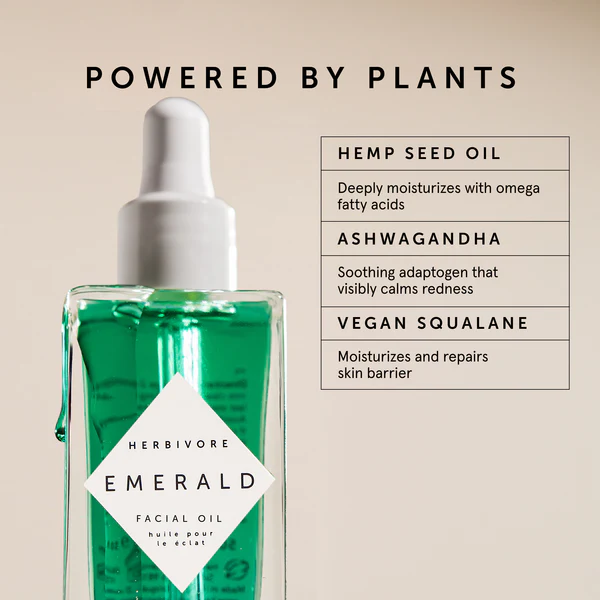 POWERED BY PLANTS
HEMP SEED OIL
Deeply moisturizes with omega
fatty acids
ASHWAGANDHA
Soothing adaptogen that
visibly calms redness
VEGAN SQUALANE
Moisturizes and repairs
skin barrier
HERBIVORE
EMERALD
FACIAL OIL
huile pour
le éclat